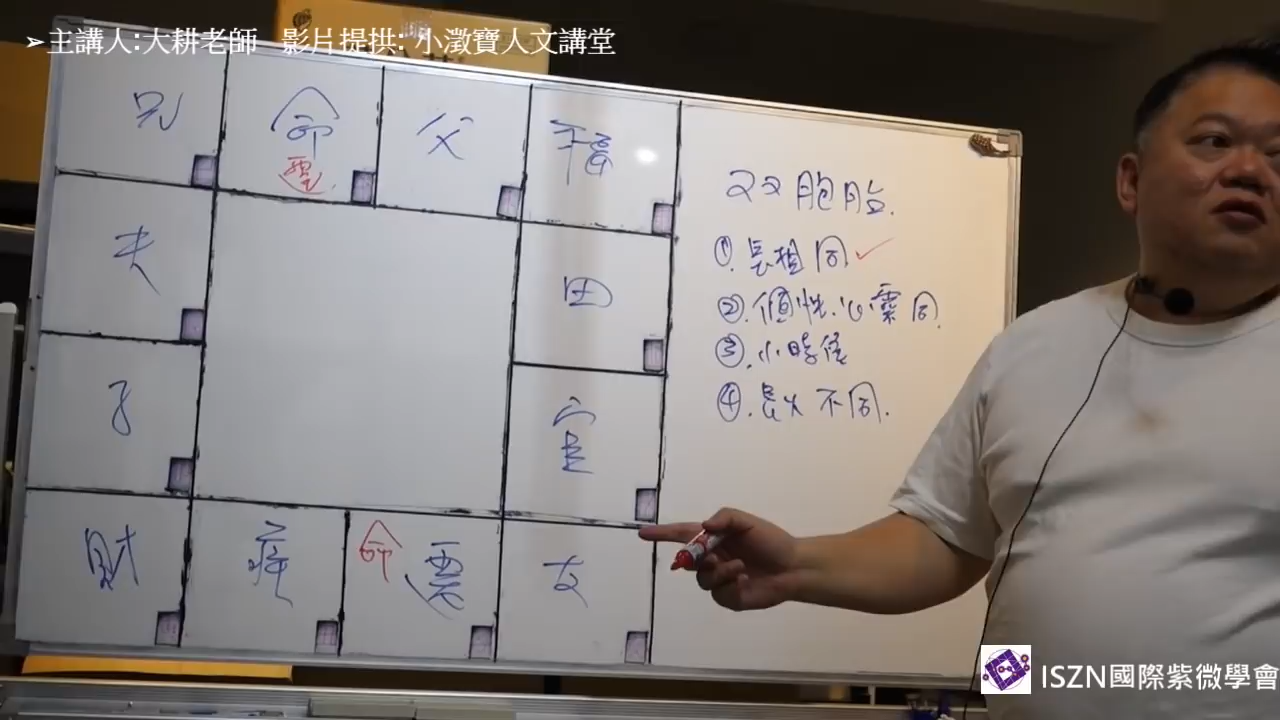 ➢主講人:大耕老師 影片提拱: 小瀓寶人文講堂
兄 命 父 福
遷
夫 田
子 官
財 疾 命 遷 友
双胞胎.
①.長相同✓
②.個性.心靈同.
③.小時候
④.長大不同.
ISZN國際紫微學會